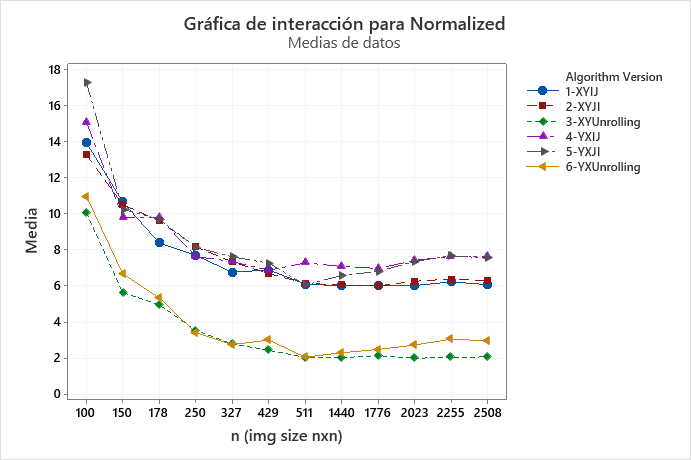 Gráfica de interacción para Normalized
Medias de datos
18
16
14
12
10
8
6
4
2
0
Media
100 150 178 250 327 429 511 1440 1776 2023 2255 2508
n (img size nxn)
Algorithm Version
1-XYIJ
2-XYJI
3-XYUnrolling
4-YXIJ
5-YXJI
6-YXUnrolling